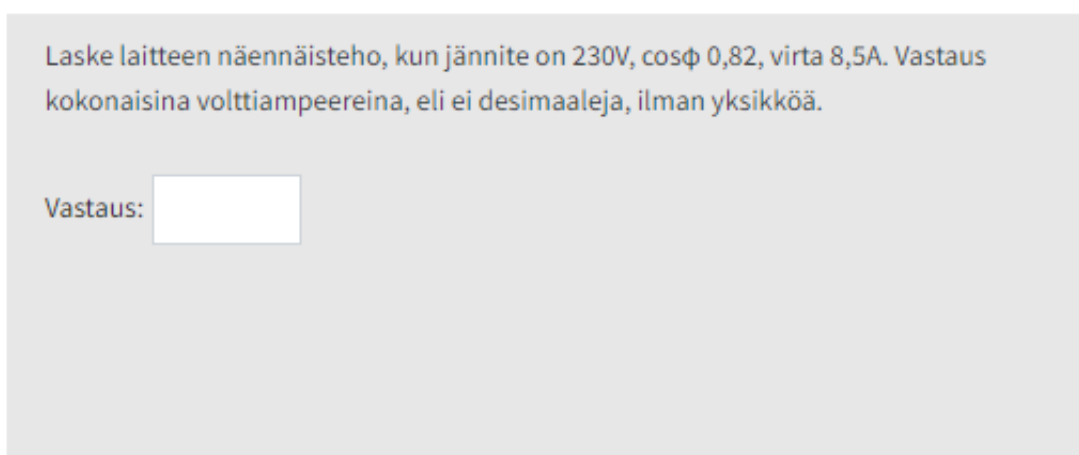 Laske laitteen näennäisteho, kun jännite on 230V, cosφ 0,82, virta 8,5A. Vastaus
kokonaisina volttiampeereina, eli ei desimaaleja, ilman yksikköä.
Vastaus: